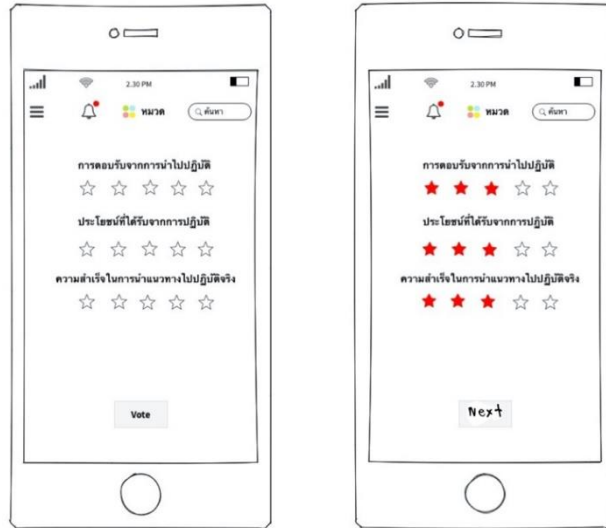 2.30 PM
หมวด
ค้นหา
การตอบรับจากการนำไปปฏิบัติ
ประโยชน์ที่ได้รับจากการปฏิบัติ
ความสำเร็จในการนำแนวทางไปปฏิบัติจริง
Vote
2.30 PM
หมวด
ค้นหา
การตอบรับจากการนำไปปฏิบัติ
ประโยชน์ที่ได้รับจากการปฏิบัติ
ความสำเร็จในการนำแนวทางไปปฏิบัติจริง
Next